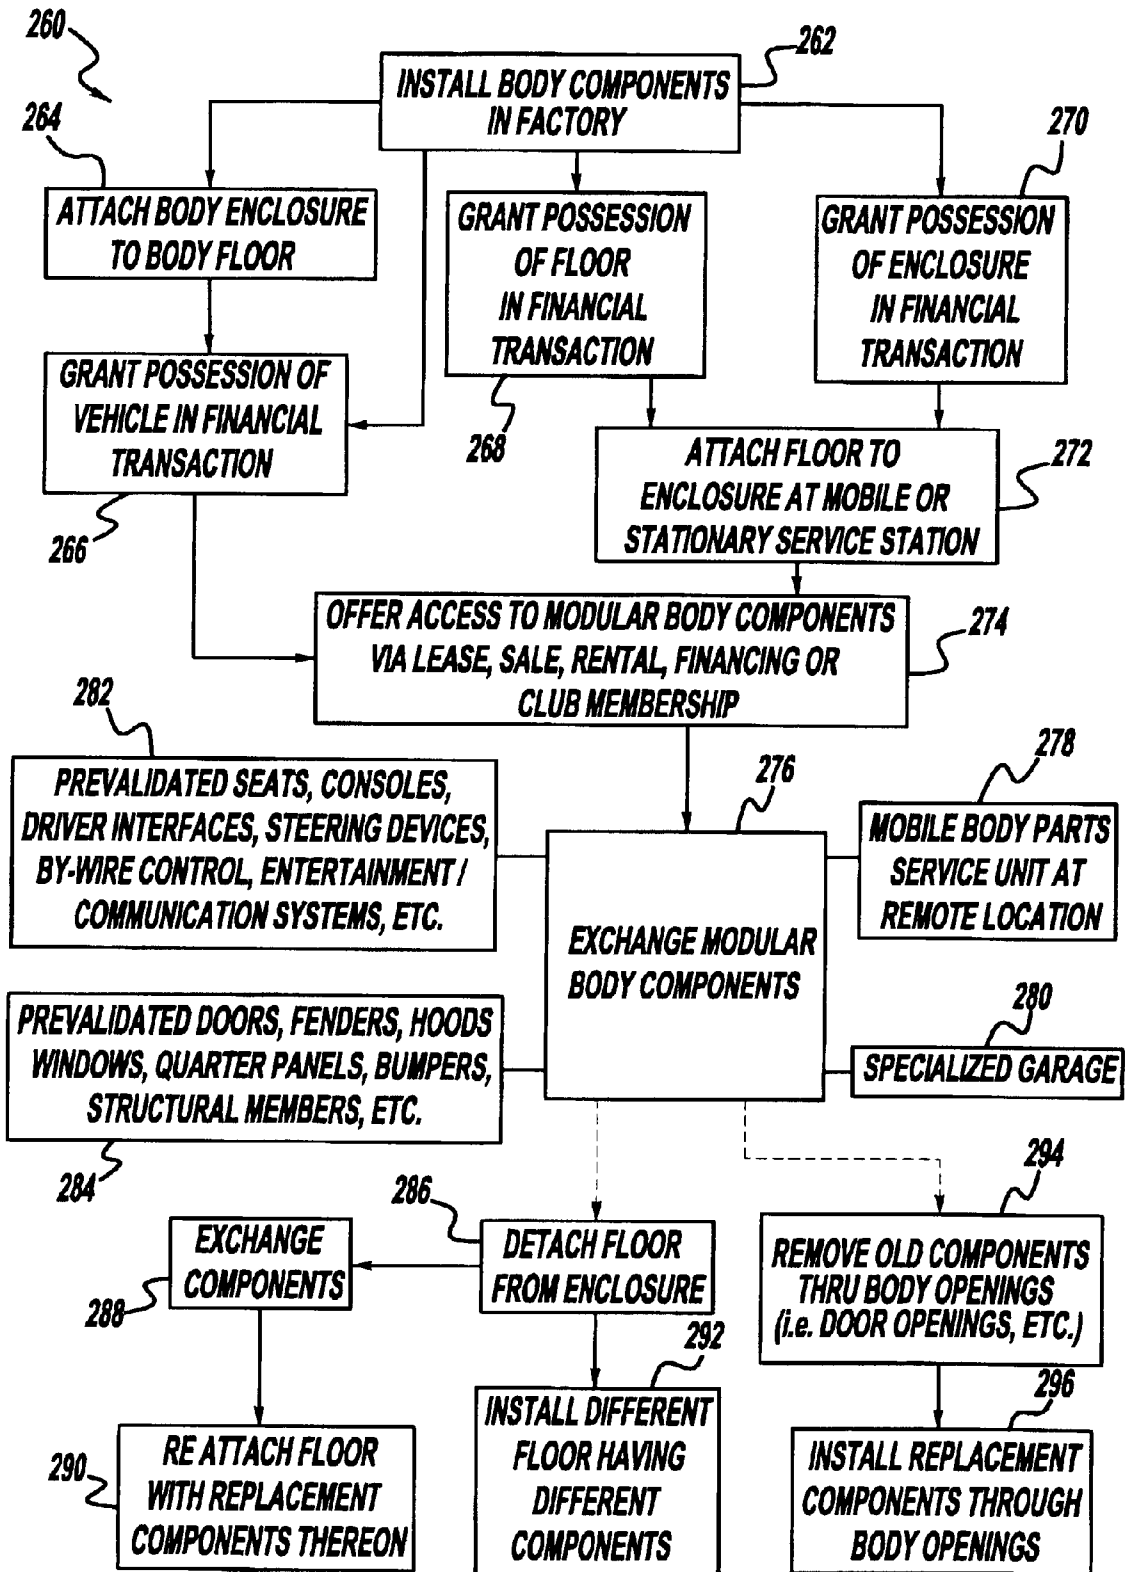 260
262
INSTALL BODY COMPONENTS
IN FACTORY
264
ATTACH BODY ENCLOSURE
TO BODY FLOOR
GRANT POSSESSION
OF FLOOR
IN FINANCIAL
TRANSACTION
270
GRANT POSSESSION
OF ENCLOSURE
IN FINANCIAL
TRANSACTION
GRANT POSSESSION OF
VEHICLE IN FINANCIAL
TRANSACTION
266
268
ATTACH FLOOR TO
ENCLOSURE AT MOBILE OR
STATIONARY SERVICE STATION
272
OFFER ACCESS TO MODULAR BODY COMPONENTS
VIA LEASE, SALE, RENTAL, FINANCING OR
CLUB MEMBERSHIP
274
282
PREVALIDATED SEATS, CONSOLES,
DRIVER INTERFACES, STEERING DEVICES,
BY-WIRE CONTROL, ENTERTAINMENT /
COMMUNICATION SYSTEMS, ETC.
276
EXCHANGE MODULAR
BODY COMPONENTS
278
MOBILE BODY PARTS
SERVICE UNIT AT
REMOTE LOCATION
PREVALIDATED DOORS, FENDERS, HOODS
WINDOWS, QUARTER PANELS, BUMPERS,
STRUCTURAL MEMBERS, ETC.
284
280
SPECIALIZED GARAGE
286
DETACH FLOOR
FROM ENCLOSURE
EXCHANGE
COMPONENTS
288
294
REMOVE OLD COMPONENTS
THRU BODY OPENINGS
(i.e. DOOR OPENINGS, ETC.)
290
RE ATTACH FLOOR
WITH REPLACEMENT
COMPONENTS THEREON
292
INSTALL DIFFERENT
FLOOR HAVING
DIFFERENT
COMPONENTS
296
INSTALL REPLACEMENT
COMPONENTS THROUGH
BODY OPENINGS